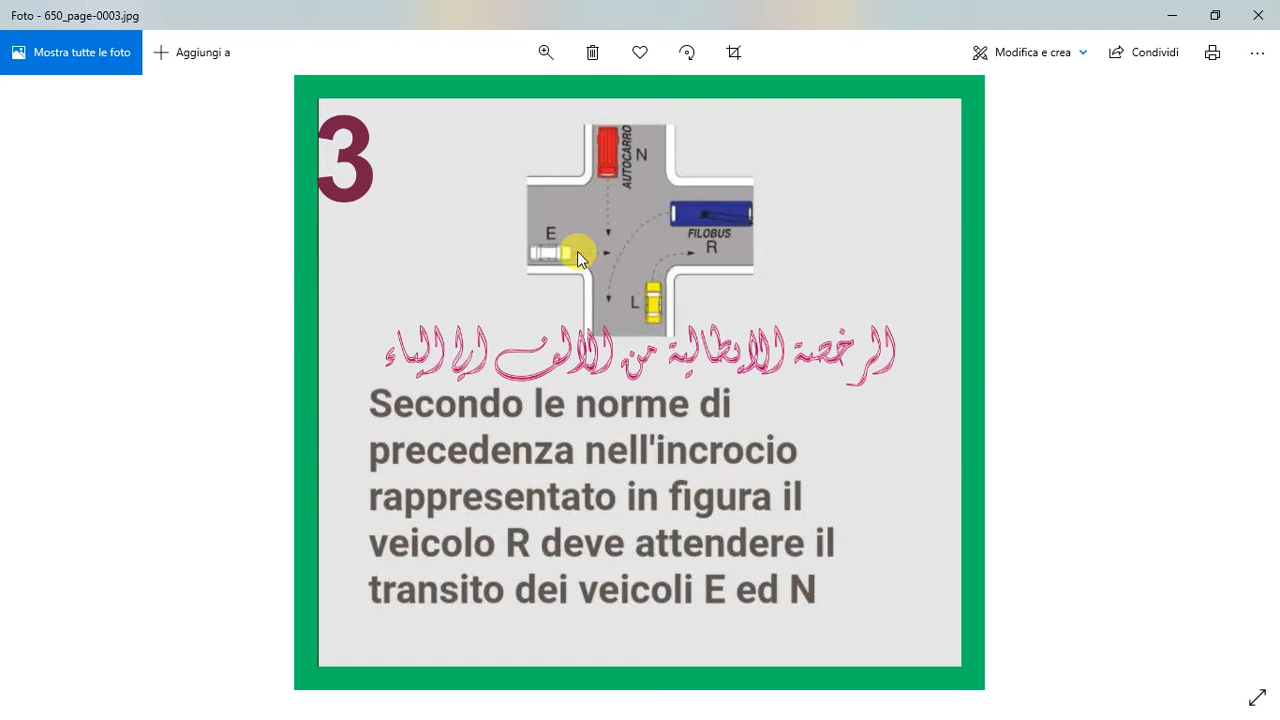 Foto - 650_page-0003.jpg
Mostra tutte le foto
Aggiungi a
Modifica e crea
Condividi
3
AUTOCARRO
N
E
FILOBUS
R
L
الرخصة الايطالية من الالف الي الياء
Secondo le norme di
precedenza nell'incrocio
rappresentato in figura il
veicolo R deve attendere il
transito dei veicoli E ed N